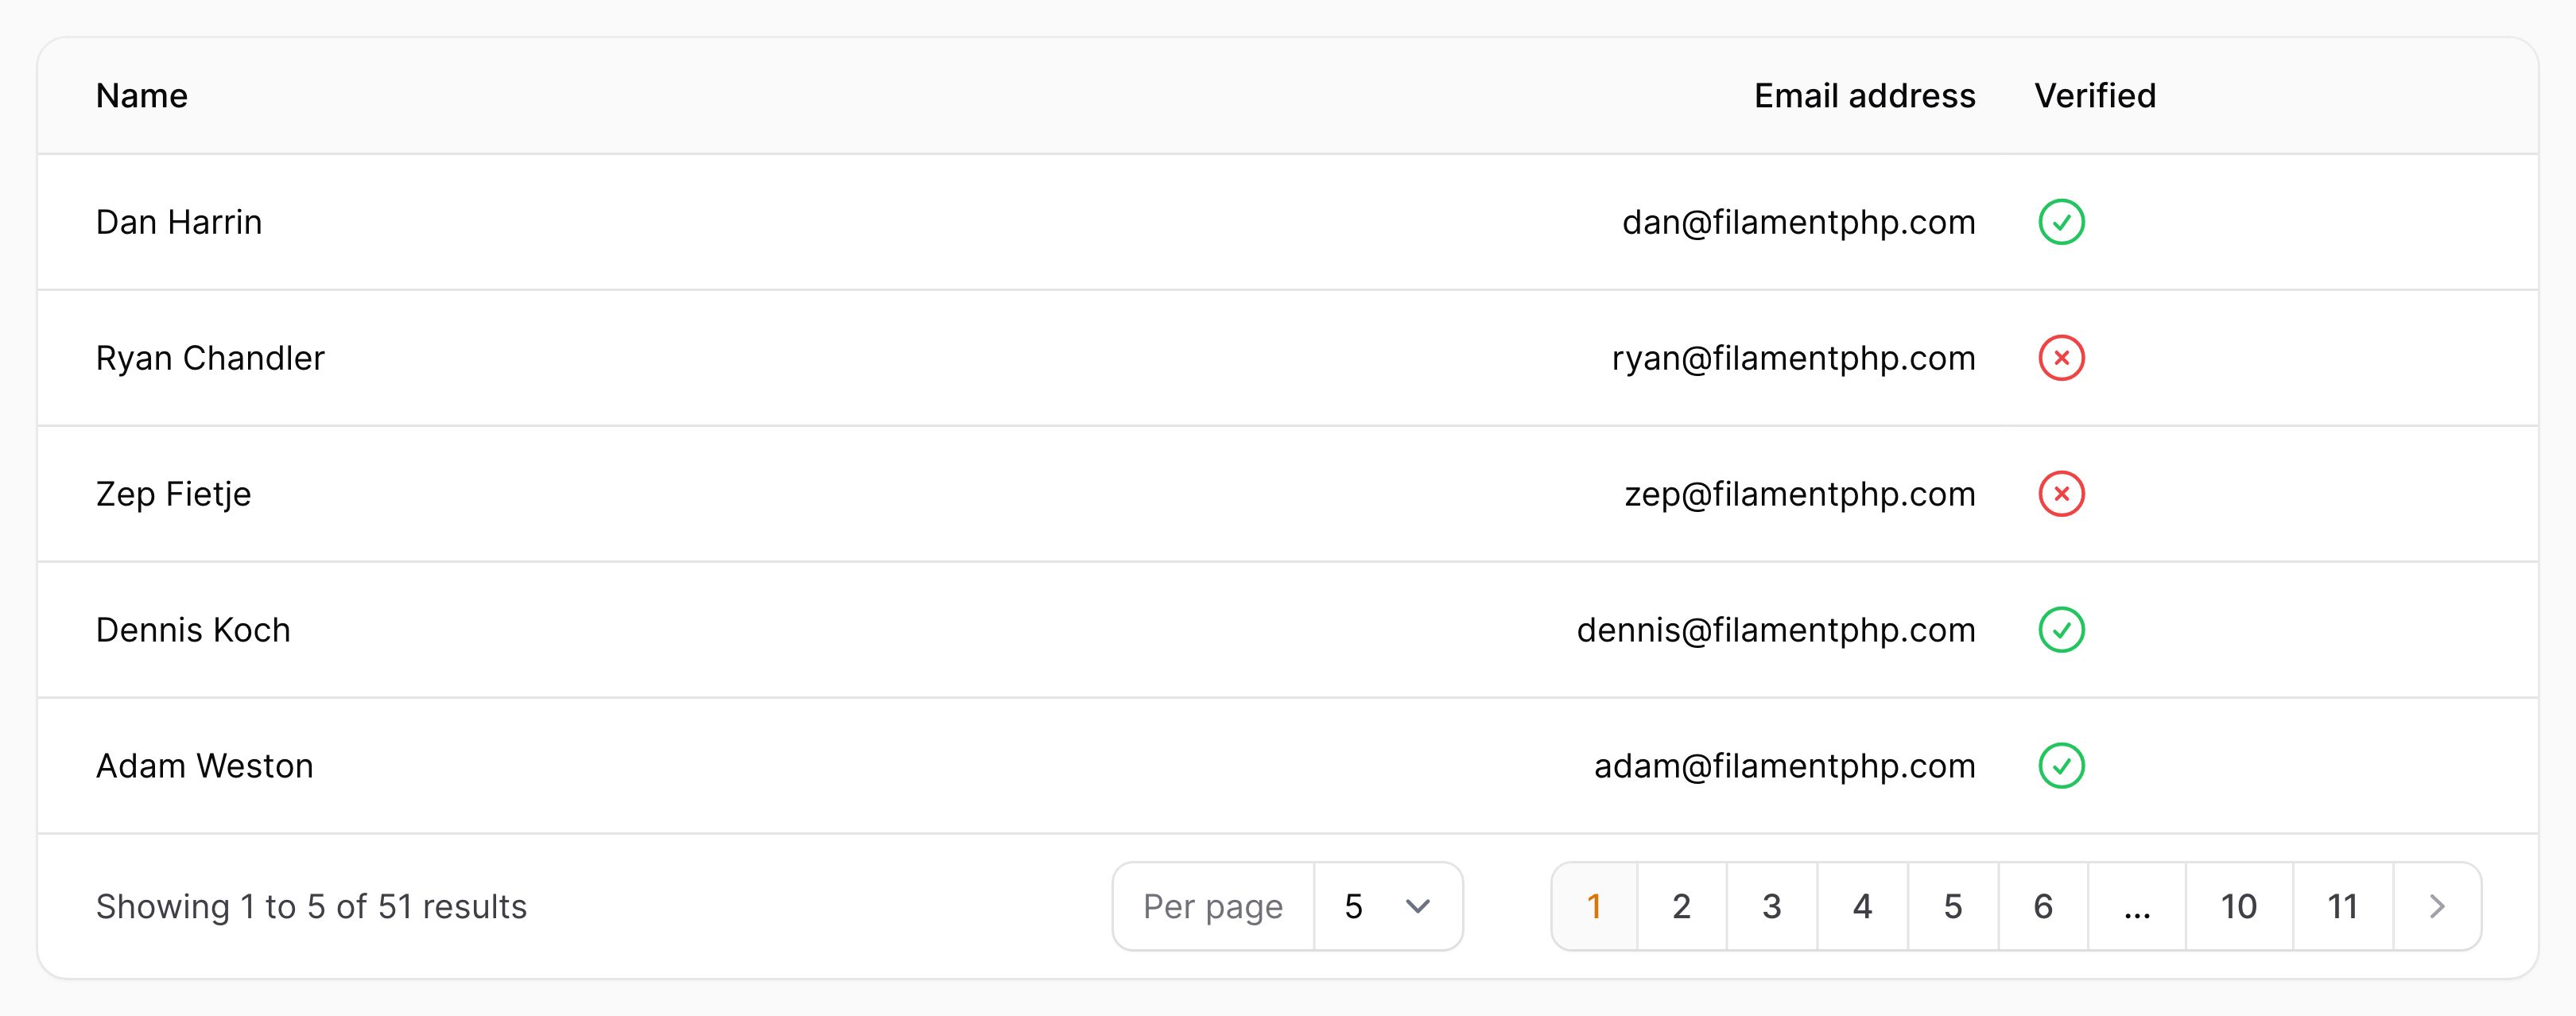 Name Email address Verified
Dan Harrin dan@filamentphp.com
Ryan Chandler ryan@filamentphp.com
Zep Fietje zep@filamentphp.com
Dennis Koch dennis@filamentphp.com
Adam Weston adam@filamentphp.com
Showing 1 to 5 of 51 results Per page 5 1 2 3 4 5 6 ... 10 11